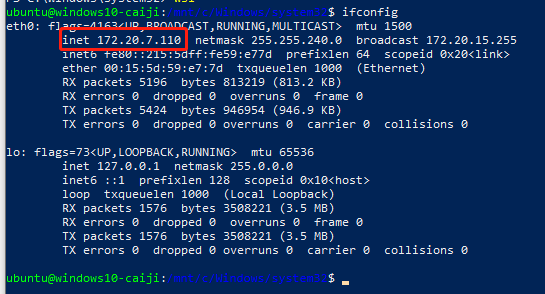 ubuntu@windows10-caiji:/mnt/c/Windows/system32$ ifconfig
eth0: flags=4163<UP,BROADCAST,RUNNING,MULTICAST>  mtu 1500
        inet 172.20.7.110  netmask 255.255.240.0  broadcast 172.20.15.255
        inet6 fe80::215:5dff:fe59:e77d  prefixlen 64  scopeid 0x20<link>
        ether 00:15:5d:59:e7:7d  txqueuelen 1000  (Ethernet)
        RX packets 5196  bytes 813219 (813.2 KB)
        RX errors 0  dropped 0  overruns 0  frame 0
        TX packets 5424  bytes 946954 (946.9 KB)
        TX errors 0  dropped 0 overruns 0  carrier 0  collisions 0
lo: flags=73<UP,LOOPBACK,RUNNING>  mtu 65536
        inet 127.0.0.1  netmask 255.0.0.0
        inet6 ::1  prefixlen 128  scopeid 0x10<host>
        loop  txqueuelen 1000  (Local Loopback)
        RX packets 1576  bytes 3508221 (3.5 MB)
        RX errors 0  dropped 0  overruns 0  frame 0
        TX packets 1576  bytes 3508221 (3.5 MB)
        TX errors 0  dropped 0 overruns 0  carrier 0  collisions 0
ubuntu@windows10-caiji:/mnt/c/Windows/system32$